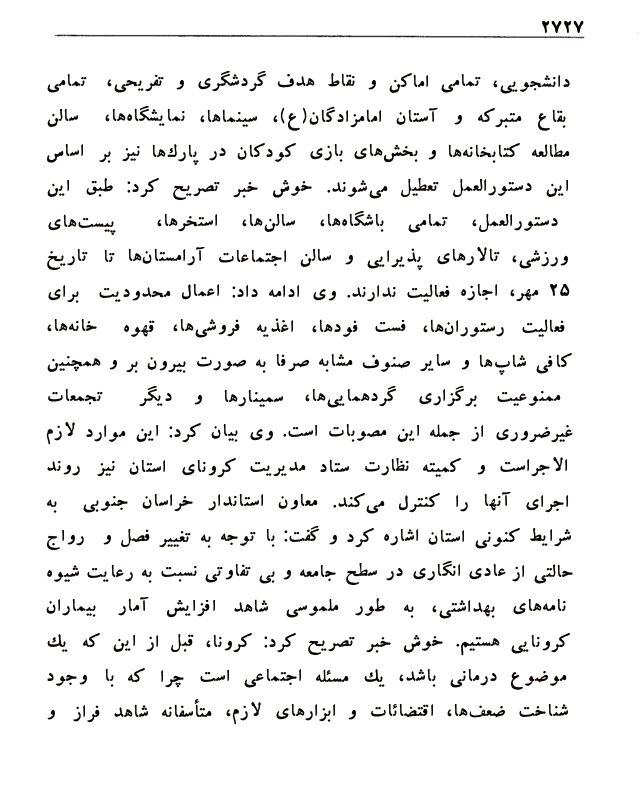 ۲۷۲۷
دانشجویی، تمامی اماکن و نقاط هدف گردشگری و تفریحی، تمامی
بقاع متبرکه و آستان امامزادگان(ع)، سینماها، نمایشگاه‌ها، سالن
مطالعه کتابخانه‌ها و بخش‌های بازی کودکان در پارک‌ها نیز بر اساس
این دستورالعمل تعطیل می‌شوند. خوش خبر تصریح کرد: طبق این
دستورالعمل، تمامی باشگاه‌ها، سالن‌ها، استخرها، پیست‌های
ورزشی، تالارهای پذیرایی و سالن اجتماعات آرامستان‌ها تا تاریخ
۲۵ مهر، اجازه فعالیت ندارند. وی ادامه داد: اعمال محدودیت برای
فعالیت رستوران‌ها، فست فودها، اغذیه فروشی‌ها، قهوه خانه‌ها،
کافی شاپ‌ها و سایر صنوف مشابه صرفا به صورت بیرون بر و همچنین
ممنوعیت برگزاری گردهمایی‌ها، سمینارها و دیگر تجمعات
غیرضروری از جمله این مصوبات است. وی بیان کرد: این موارد لازم
الاجراست و کمیته نظارت ستاد مدیریت کرونای استان نیز روند
اجرای آنها را کنترل می‌کند. معاون استاندار خراسان جنوبی به
شرایط کنونی استان اشاره کرد و گفت: با توجه به تغییر فصل و رواج
حالتی از عادی انگاری در سطح جامعه و بی تفاوتی نسبت به رعایت شیوه
نامه‌های بهداشتی، به طور ملموسی شاهد افزایش آمار بیماران
کرونایی هستیم. خوش خبر تصریح کرد: کرونا، قبل از این که یک
موضوع درمانی باشد، یک مسئله اجتماعی است چرا که با وجود
شناخت ضعف‌ها، اقتضائات و ابزارهای لازم، متأسفانه شاهد فراز و